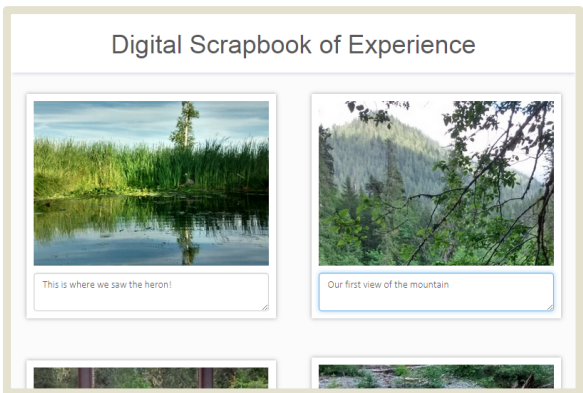 Digital Scrapbook of Experience
This is where we saw the heron!
Our first view of the mountain